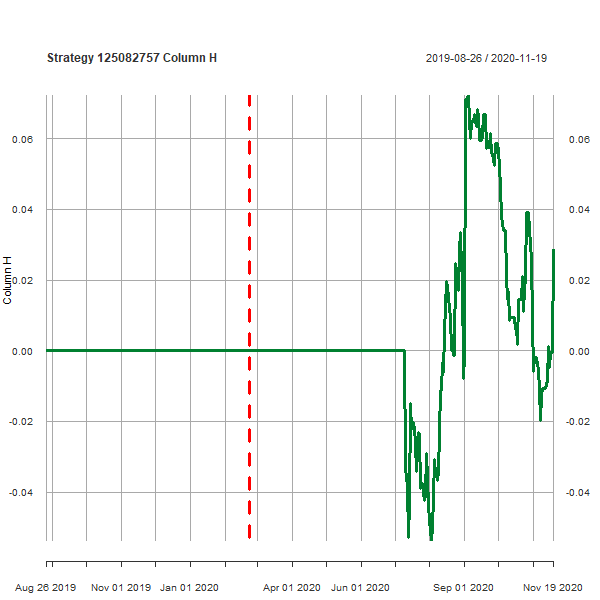 Strategy 125082757 Column H
2019-08-26 / 2020-11-19
0.06 0.06
0.04 0.04
0.02 0.02
0.00 0.00
-0.02 -0.02
-0.04 -0.04
Column H
Aug 26 2019 Nov 01 2019 Jan 01 2020 Apr 01 2020 Jun 01 2020 Sep 01 2020 Nov 19 2020